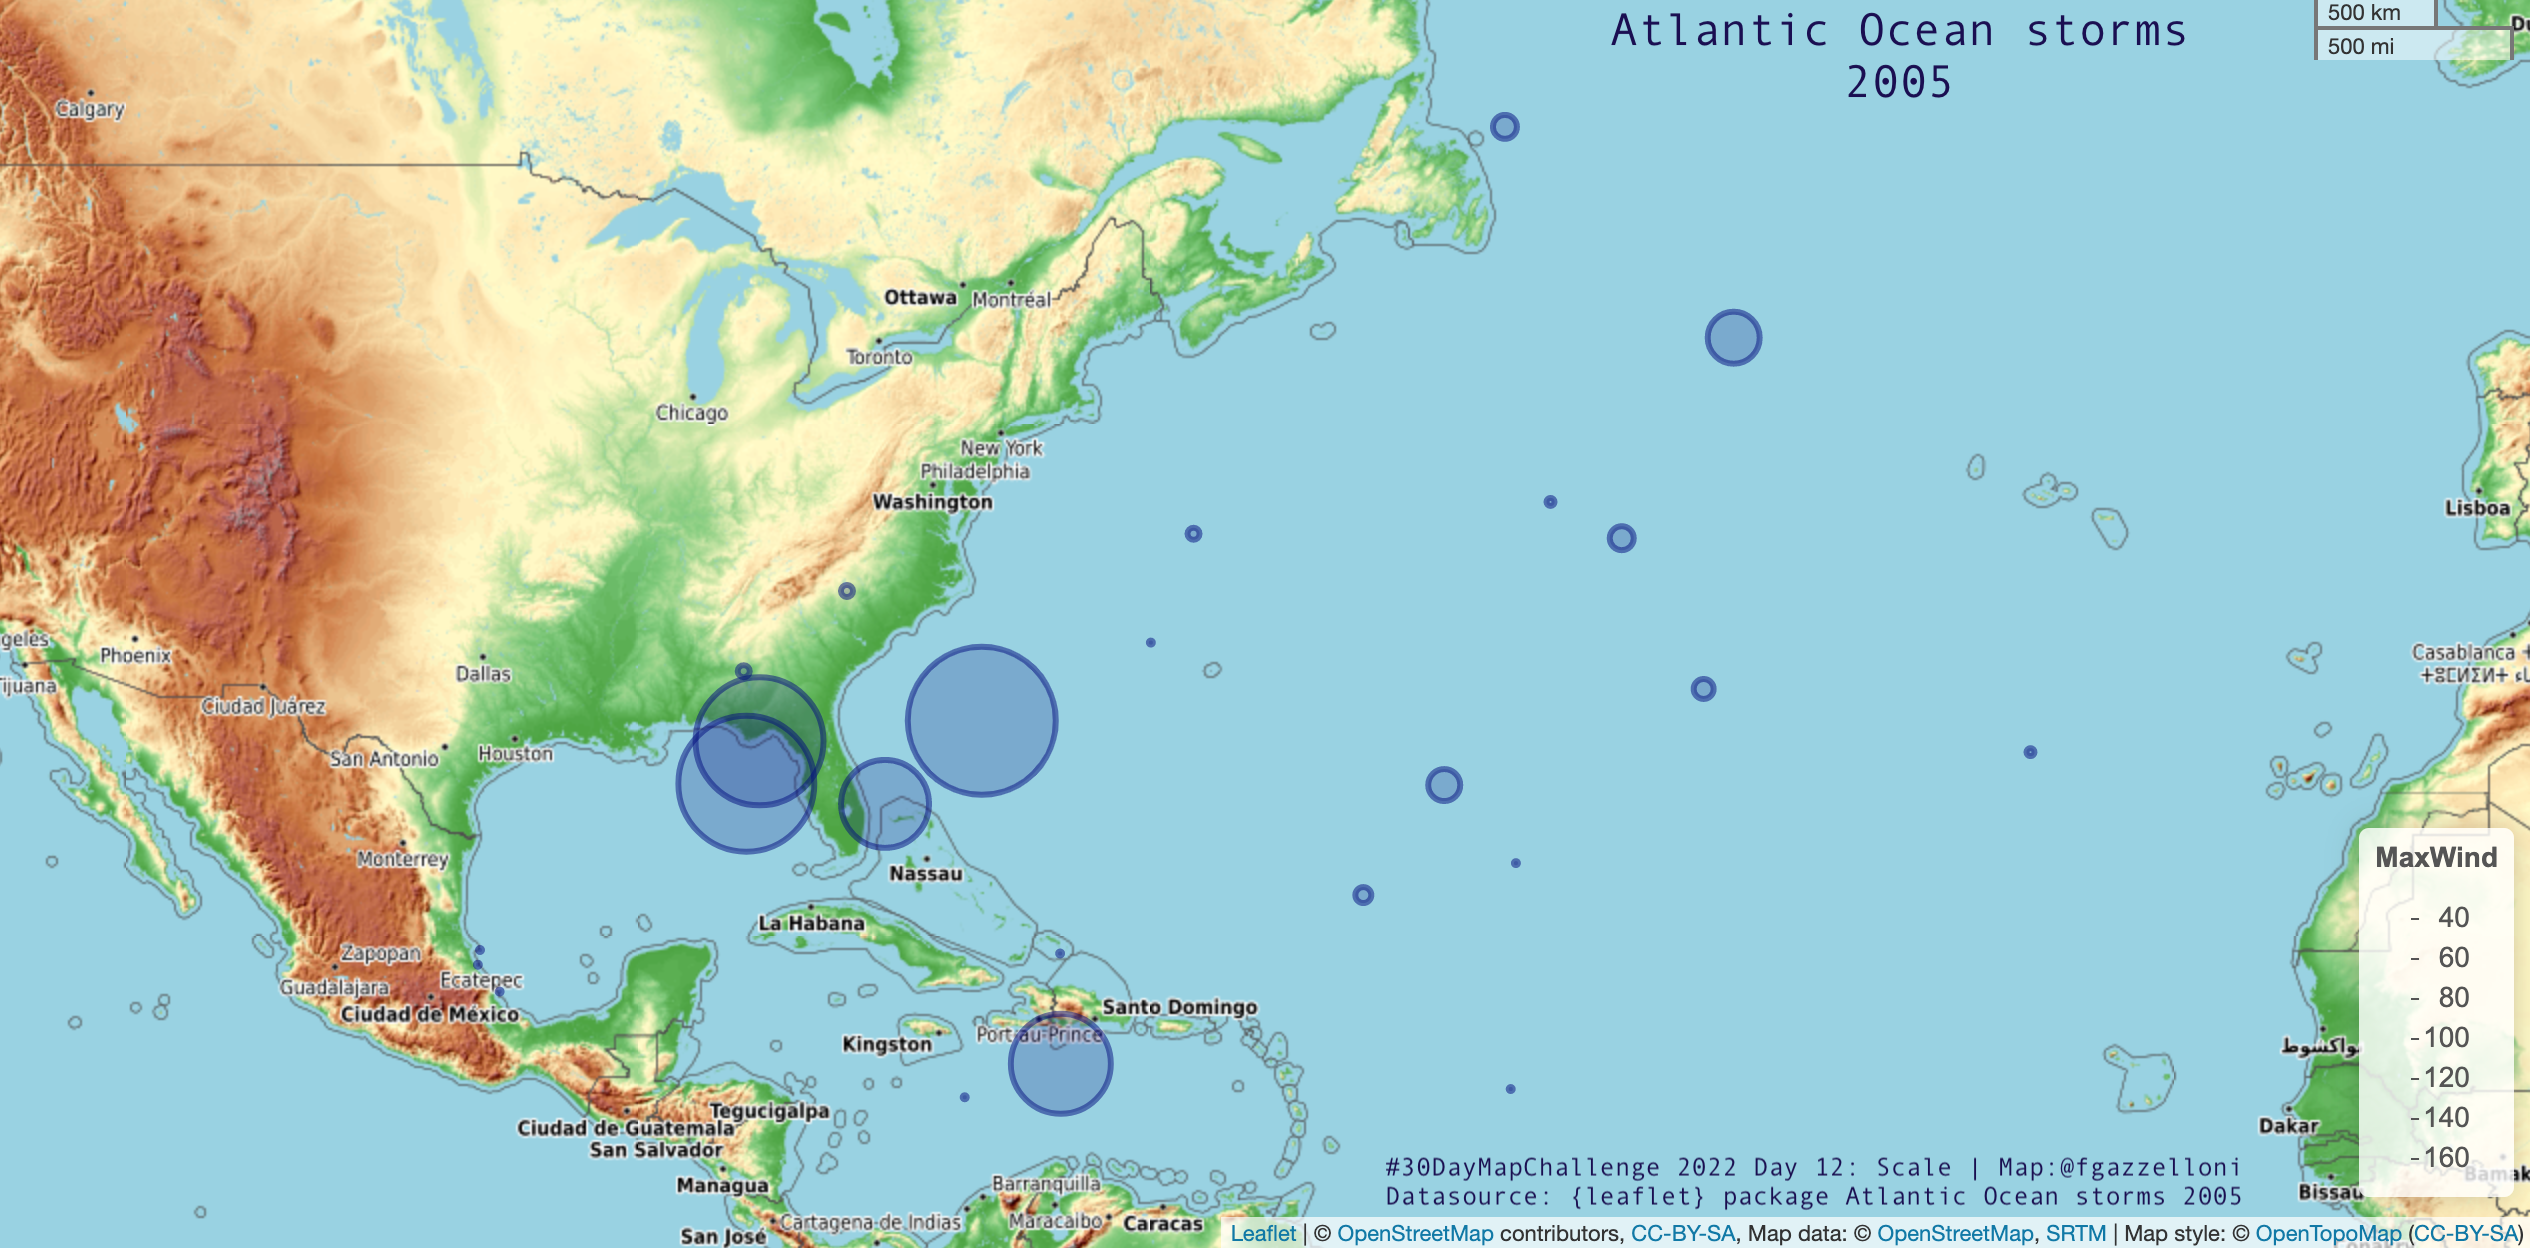 Atlantic Ocean storms
2005
500 km
500 mi
Calgary
Ottawa
Montréal
Toronto
Chicago
New York
Philadelphia
Washington
Lisboa
Phoenix
Dallas
Ciudad Juárez
San Antonio
Houston
Casablanca
Monterrey
Nassau
La Habana
Zapopan
Guadalajara
Ecatepec
Ciudad de México
Santo Domingo
Port-au-Prince
Kingston
Tegucigalpa
Ciudad de Guatemala
San Salvador
Managua
Barranquilla
Cartagena de Indias
Maracaibo
Caracas
San José
Dakar
Bissau
MaxWind
- 40
- 60
- 80
-100
-120
-140
-160
#30DayMapChallenge 2022 Day 12: Scale | Map:@fgazzelloni
Datasource: {leaflet} package Atlantic Ocean storms 2005
Leaflet | © OpenStreetMap contributors, CC-BY-SA, Map data: © OpenStreetMap, SRTM | Map style: © OpenTopoMap (CC-BY-SA)